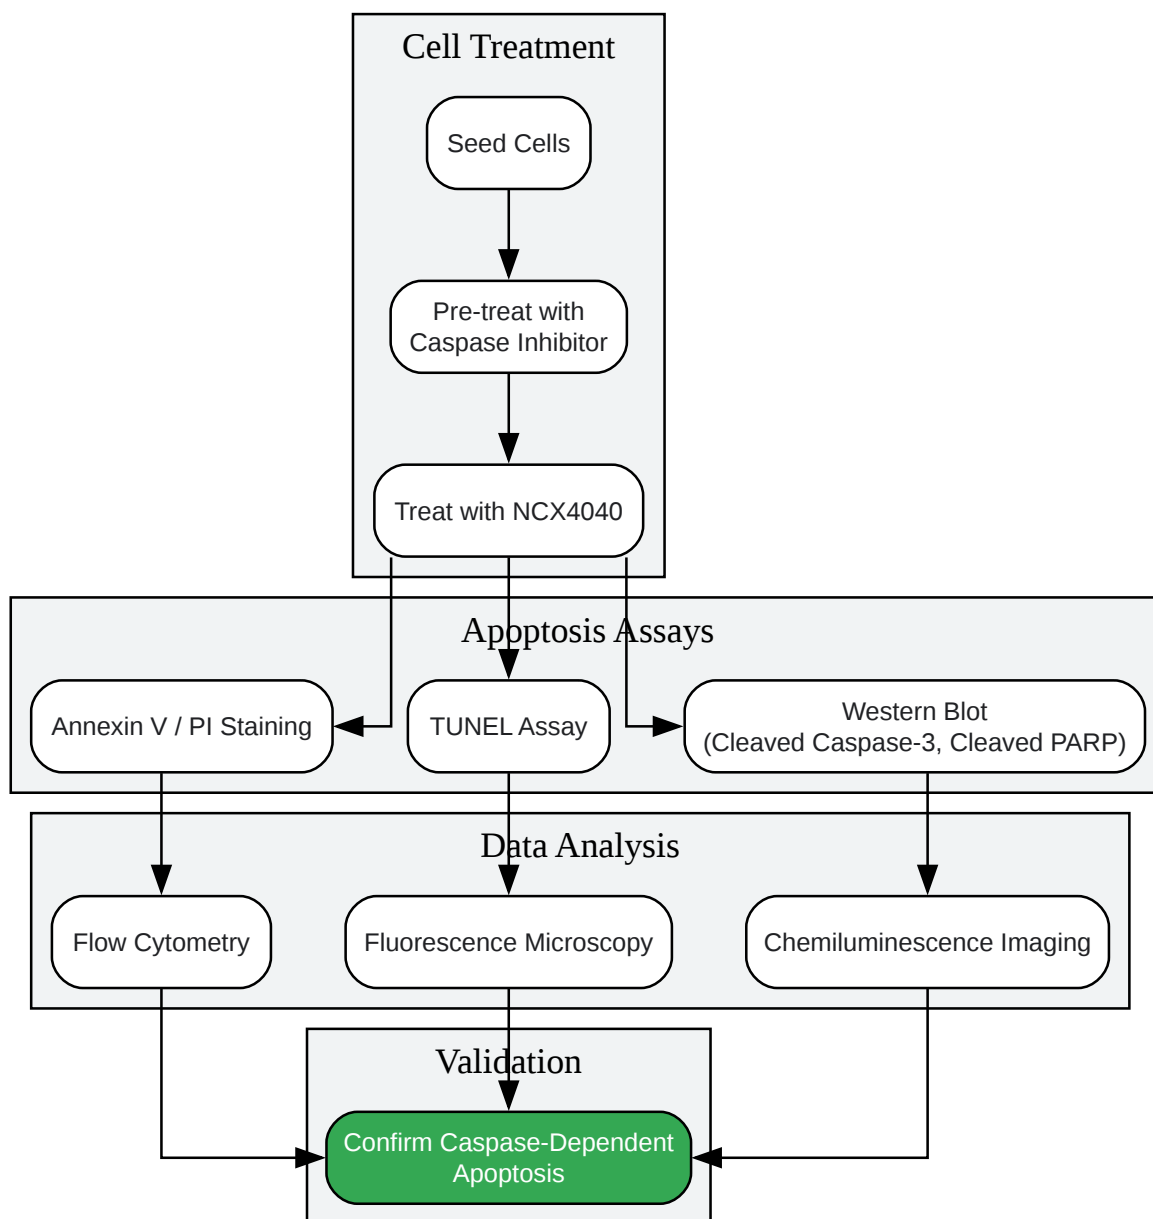 Cell Treatment
Seed Cells
Pre-treat with
Caspase Inhibitor
Treat with NCX4040
Apoptosis Assays
Annexin V / PI Staining
TUNEL Assay
Western Blot
(Cleaved Caspase-3, Cleaved PARP)
Data Analysis
Flow Cytometry
Fluorescence Microscopy
Chemiluminescence Imaging
Validation
Confirm Caspase-Dependent
Apoptosis